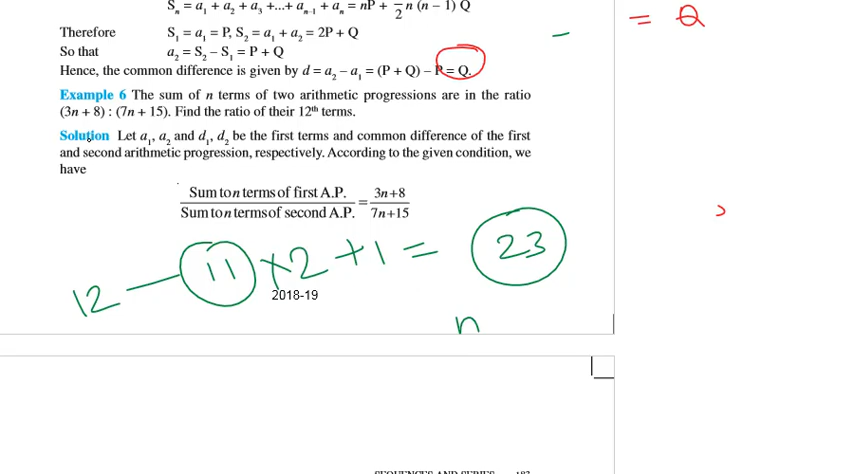 Sₙ = a₁ + a₂ + a₃ +...+ aₙ₋₁ + aₙ = nP + 1/2 n (n – 1) Q
= Q
Therefore S₁ = a₁ = P, S₂ = a₁ + a₂ = 2P + Q
So that a₂ = S₂ – S₁ = P + Q
Hence, the common difference is given by d = a₂ – a₁ = (P + Q) – P = Q.
Example 6 The sum of n terms of two arithmetic progressions are in the ratio
(3n + 8) : (7n + 15). Find the ratio of their 12th terms.
Solution Let a₁, a₂ and d₁, d₂ be the first terms and common difference of the first
and second arithmetic progression, respectively. According to the given condition, we
have
Sum to n terms of first A.P. / Sum to n terms of second A.P. = 3n+8 / 7n+15
12 — 11 × 2 + 1 = 23
2018-19
n
SEQUENCES AND SERIES 187